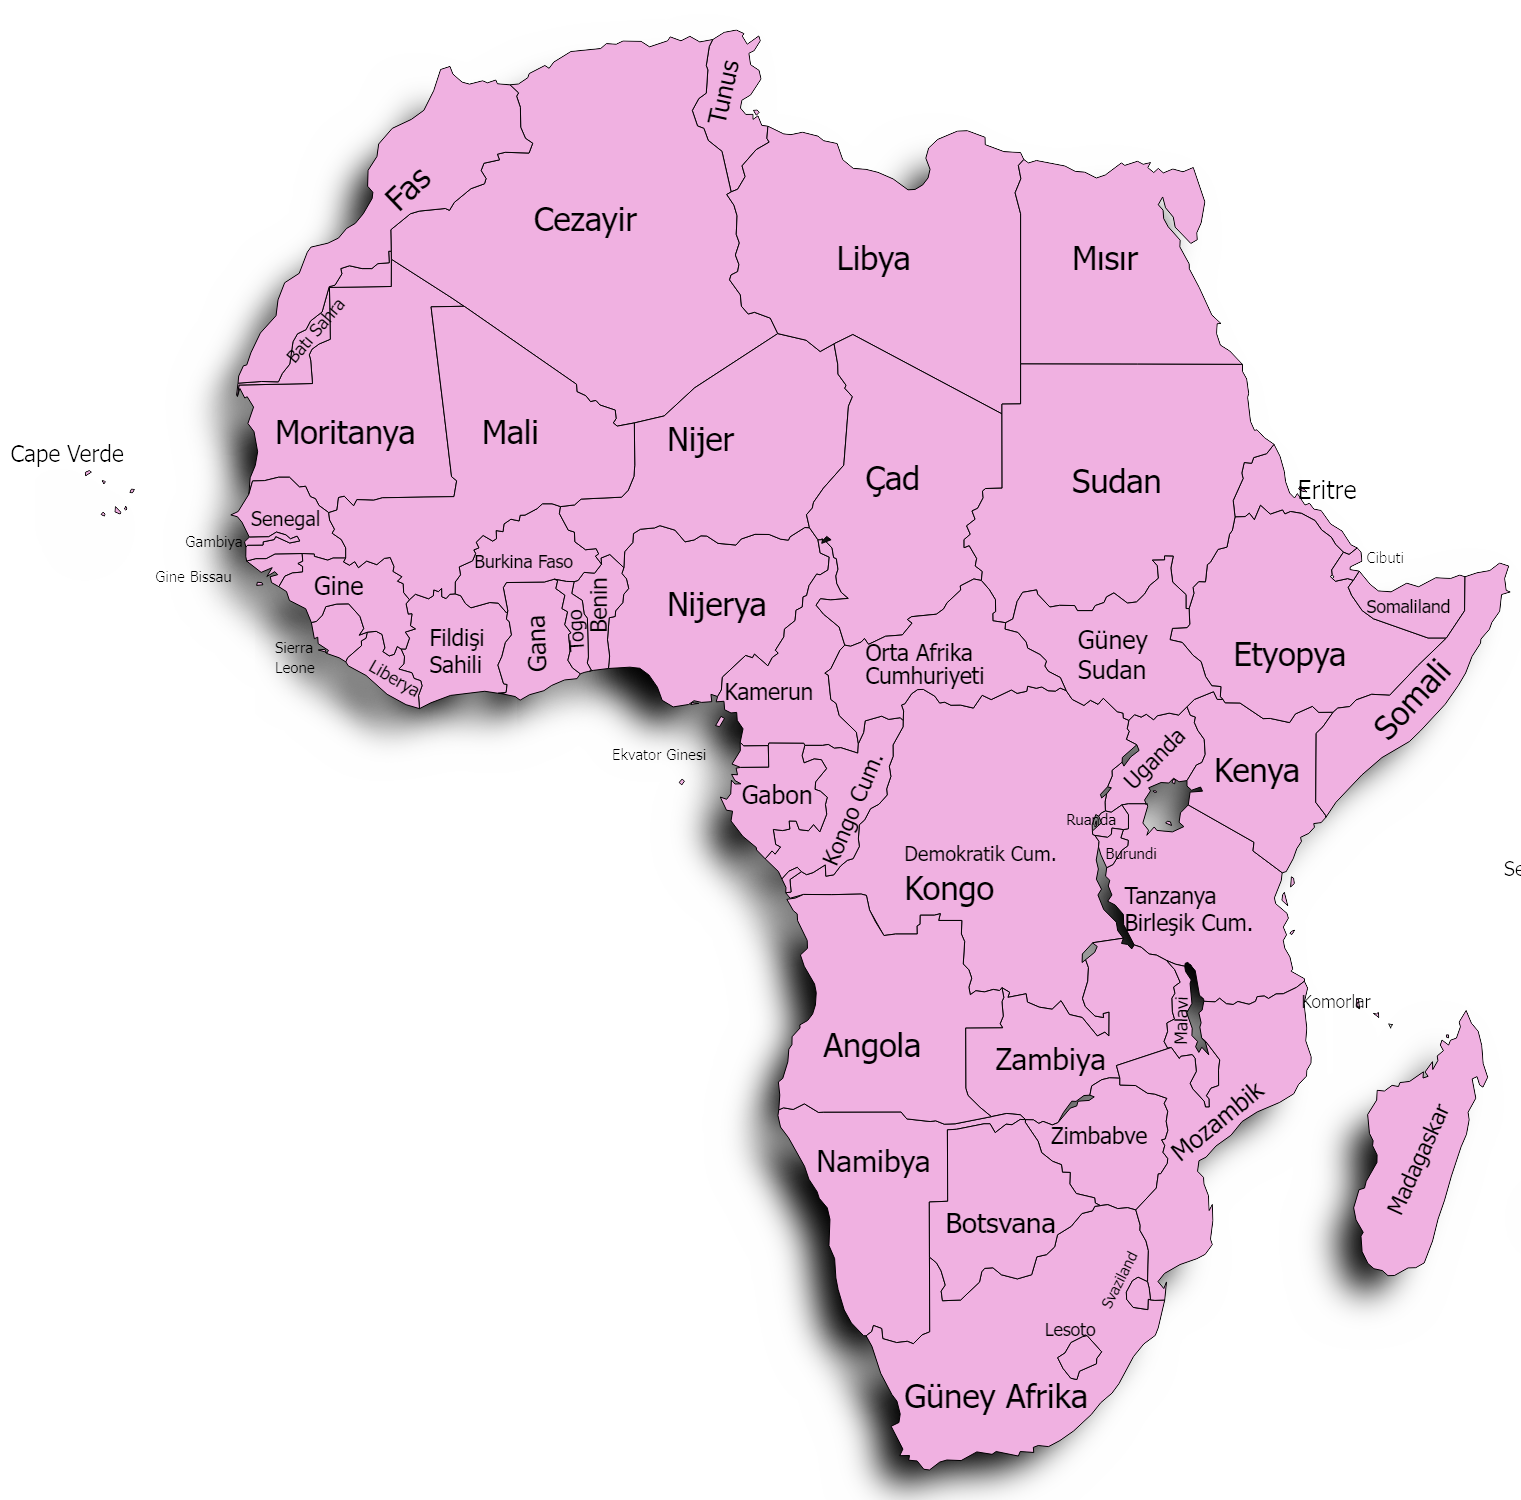 Tunus
Fas
Cezayir
Libya
Mısır
Batı Sahra
Moritanya
Mali
Nijer
Cape Verde
Çad
Sudan
Eritre
Senegal
Gambiya
Cibuti
Burkina Faso
Gine Bissau
Gine
Benin
Nijerya
Somaliland
Togo
Gana
Fildişi
Sahili
Güney
Sudan
Sierra
Leone
Liberya
Orta Afrika
Cumhuriyeti
Etyopya
Kamerun
Somali
Ekvator Ginesi
Uganda
Kenya
Gabon
Kongo Cum.
Ruanda
Demokratik Cum.
Kongo
Burundi
Se
Tanzanya
Birleşik Cum.
Komorlar
Malavi
Angola
Zambiya
Mozambik
Zimbabve
Madagaskar
Namibya
Botsvana
Svaziland
Lesoto
Güney Afrika